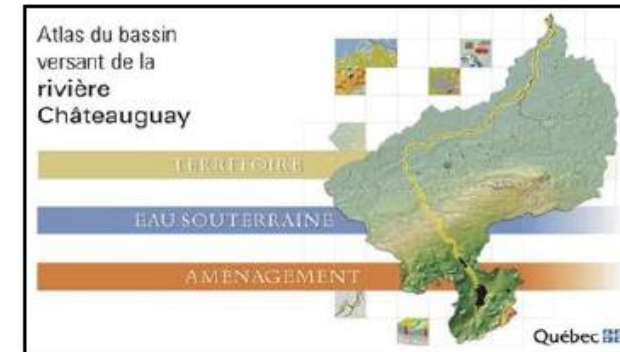 Atlas du bassin
versant de la
rivière
Châteauguay
TERRITOIRE
EAU SOUTERRAINE
AMÉNAGEMENT
Québec